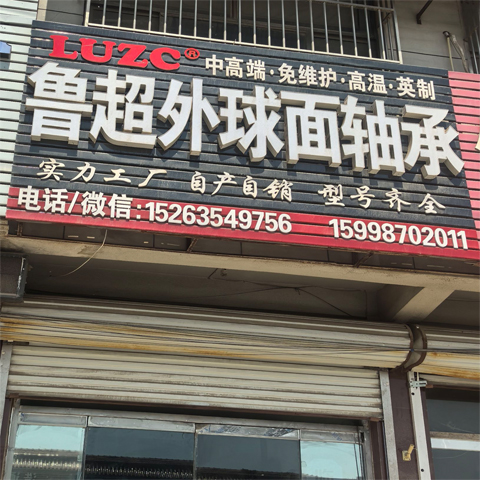 LUZC® 中高端·免维护·高温·英制
鲁超外球面轴承
实力工厂 自产自销 型号齐全
电话/微信:15263549756 15998702011